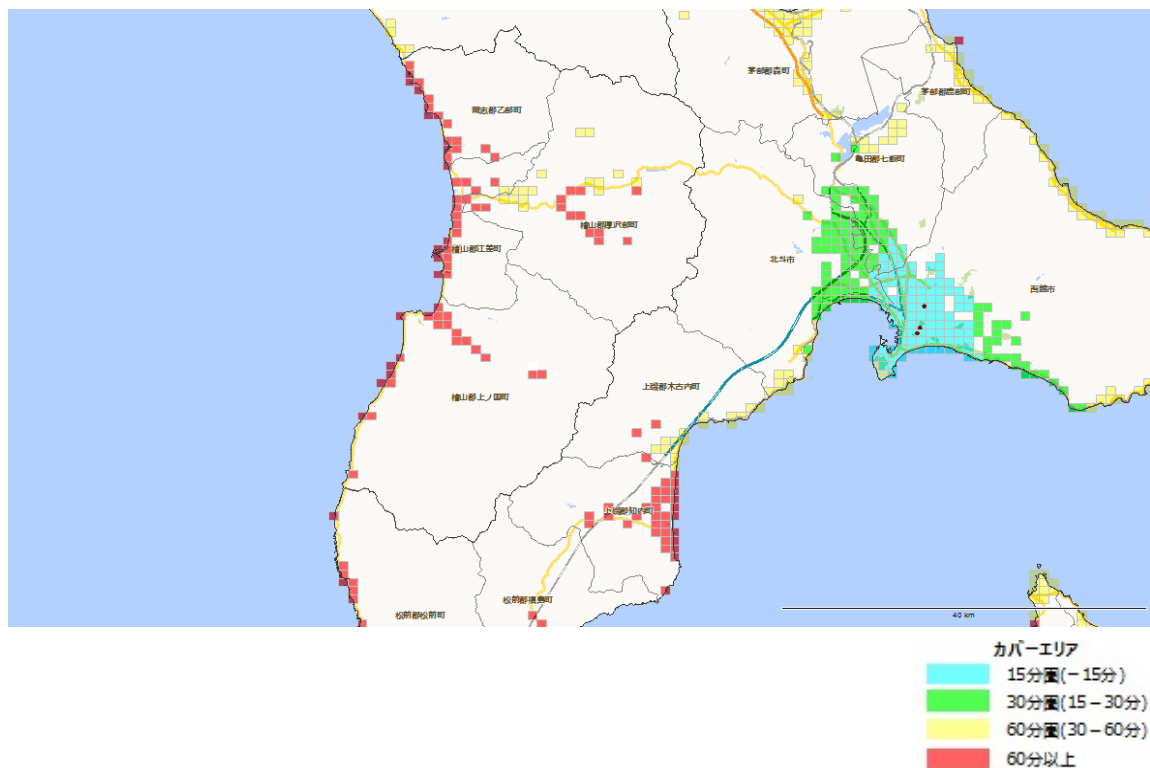 茅部郡森町
茅部郡鹿部町
爾志郡乙部町
亀田郡七飯町
檜山郡厚沢部町
檜山郡江差町
北斗市
函館市
上磯郡木古内町
檜山郡上ノ国町
上磯郡知内町
松前郡福島町
松前郡松前町
40 km
カバーエリア
15分圏(－15分)
30分圏(15－30分)
60分圏(30－60分)
60分以上